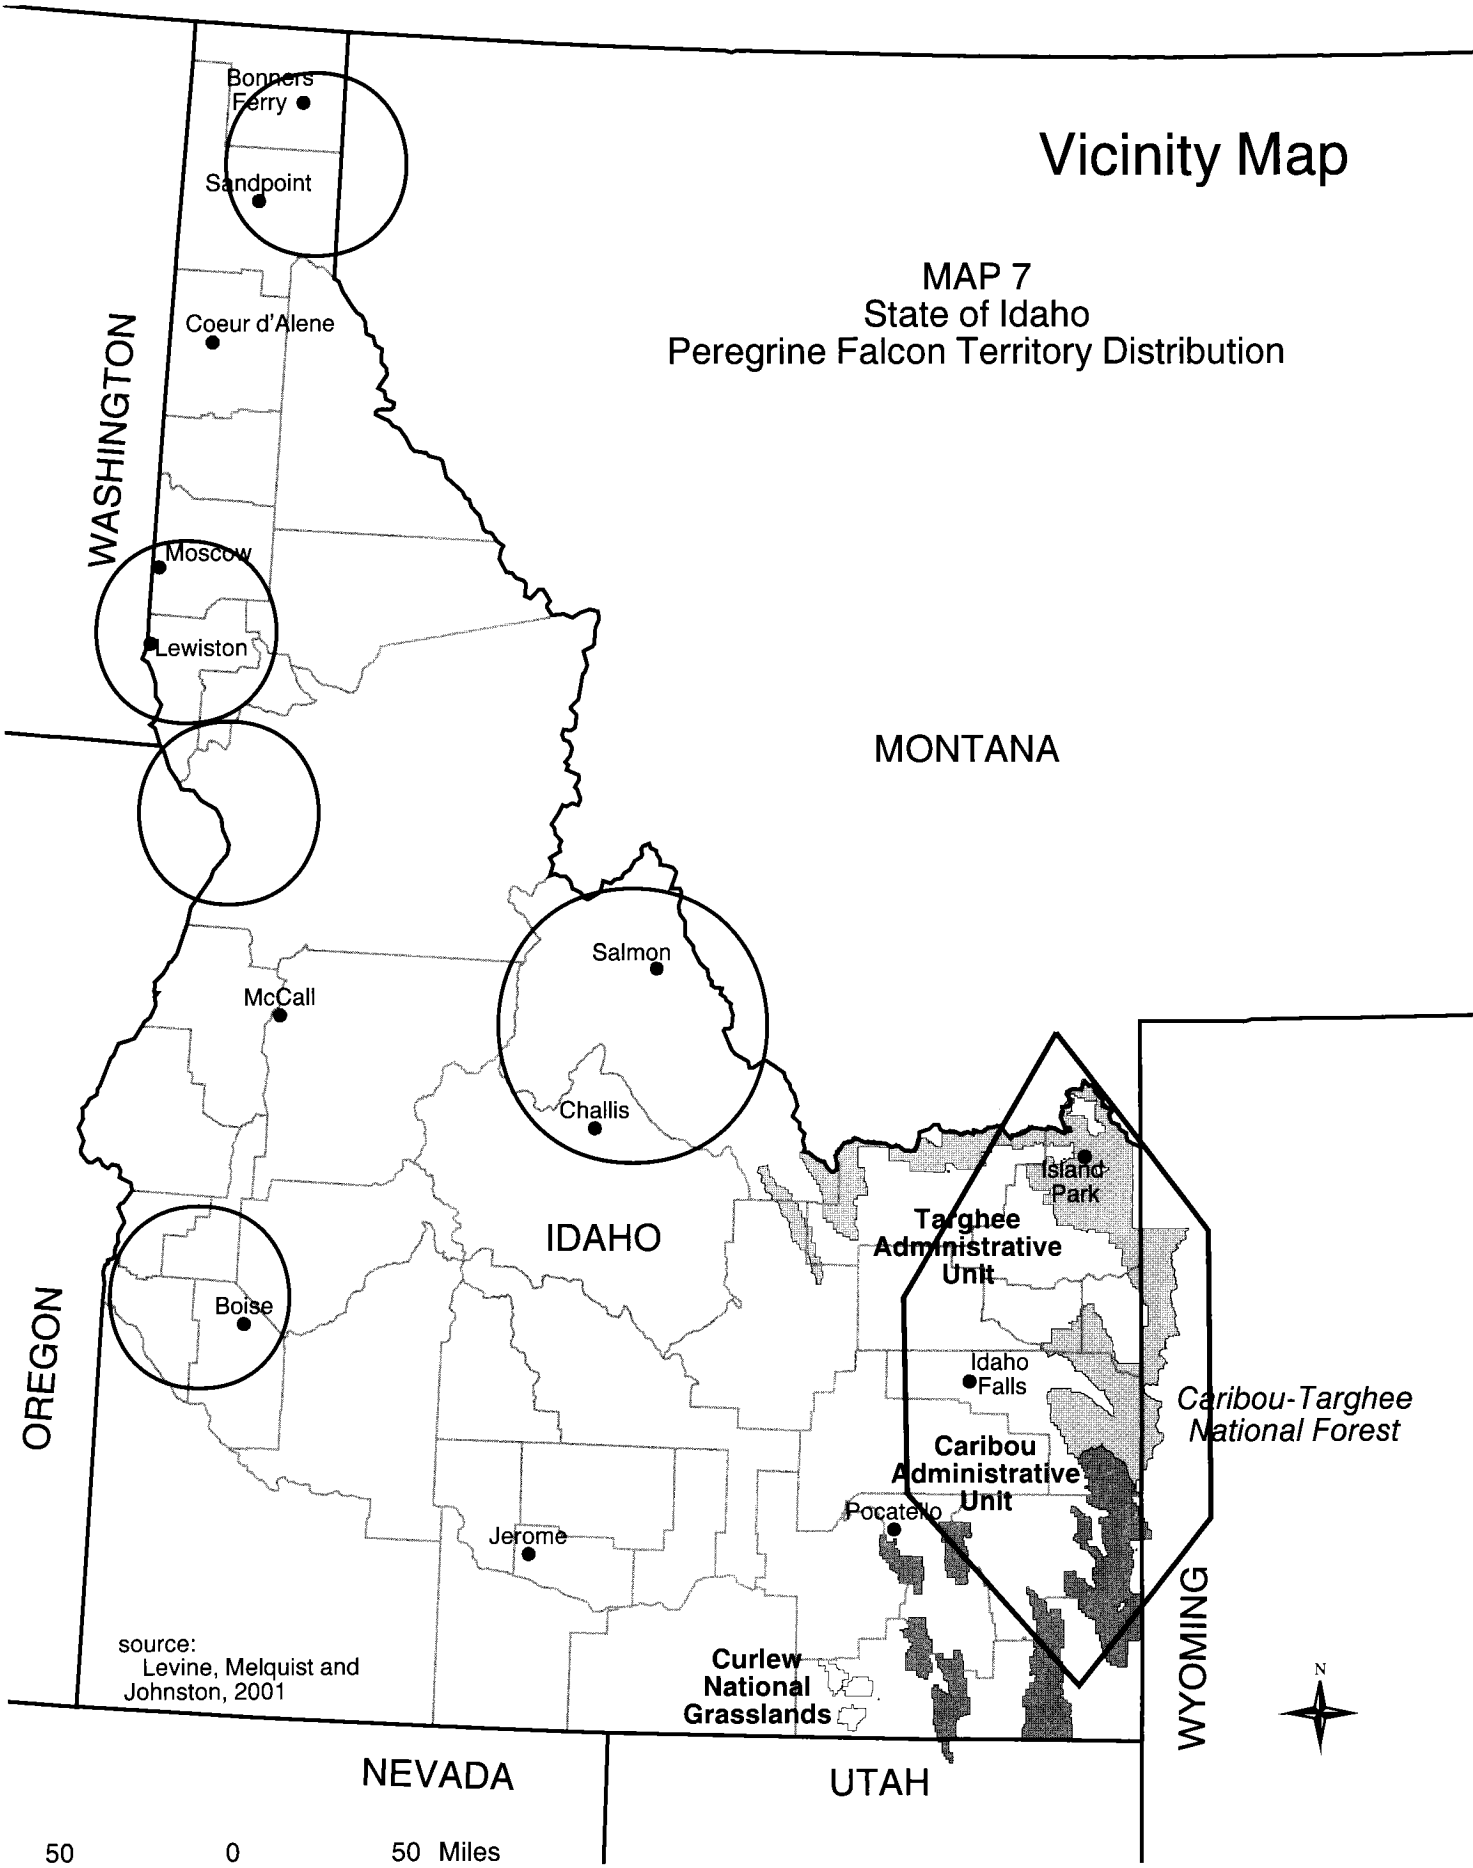 Bonners
Ferry
Vicinity Map
Sandpoint
MAP 7
State of Idaho
Peregrine Falcon Territory Distribution
Coeur d'Alene
WASHINGTON
Moscow
Lewiston
MONTANA
Salmon
McCall
Challis
Island
Park
IDAHO
Targhee
Administrative
Unit
OREGON
Boise
Idaho
Falls
Caribou-Targhee
National Forest
Caribou
Administrative
Unit
Pocatello
Jerome
WYOMING
source:
Levine, Melquist and
Johnston, 2001
Curlew
National
Grasslands
N
NEVADA
UTAH
50 0 50 Miles